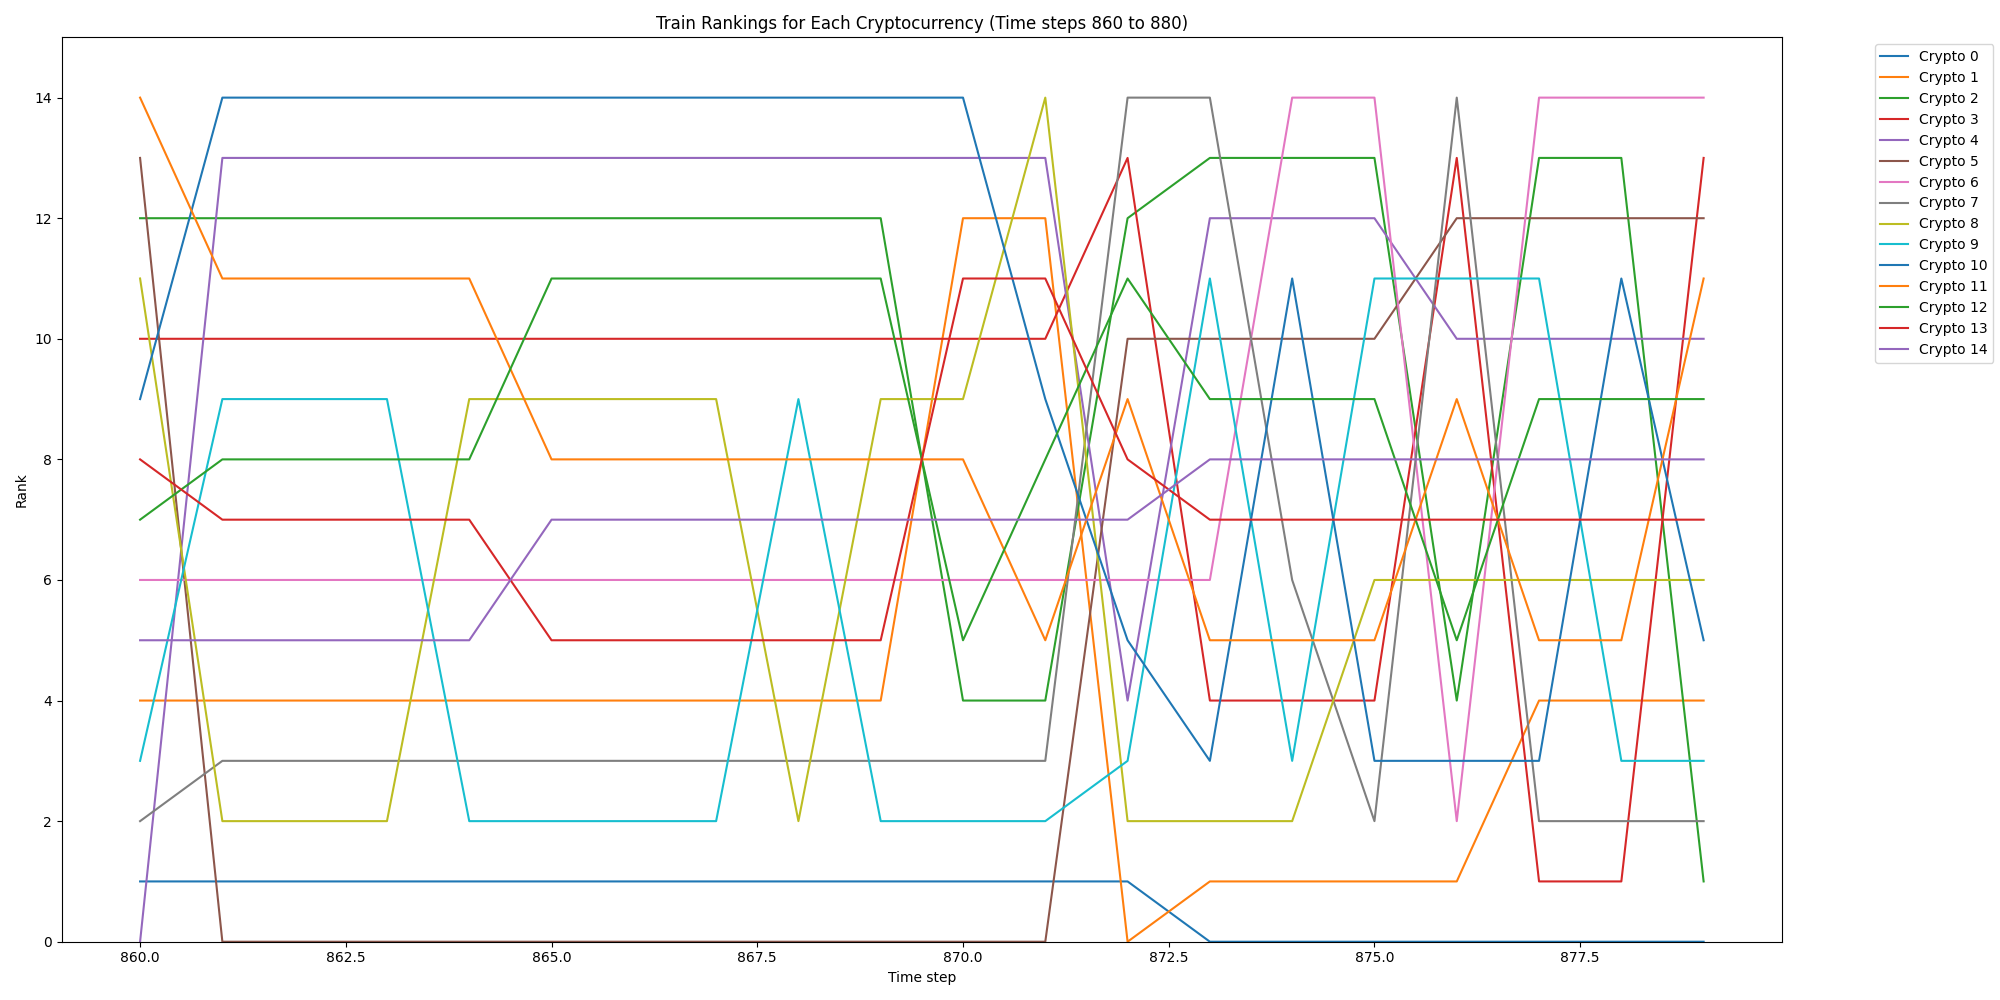 Train Rankings for Each Cryptocurrency (Time steps 860 to 880)
Rank
14
12
10
8
6
4
2
0
860.0 862.5 865.0 867.5 870.0 872.5 875.0 877.5
Time step
Crypto 0
Crypto 1
Crypto 2
Crypto 3
Crypto 4
Crypto 5
Crypto 6
Crypto 7
Crypto 8
Crypto 9
Crypto 10
Crypto 11
Crypto 12
Crypto 13
Crypto 14